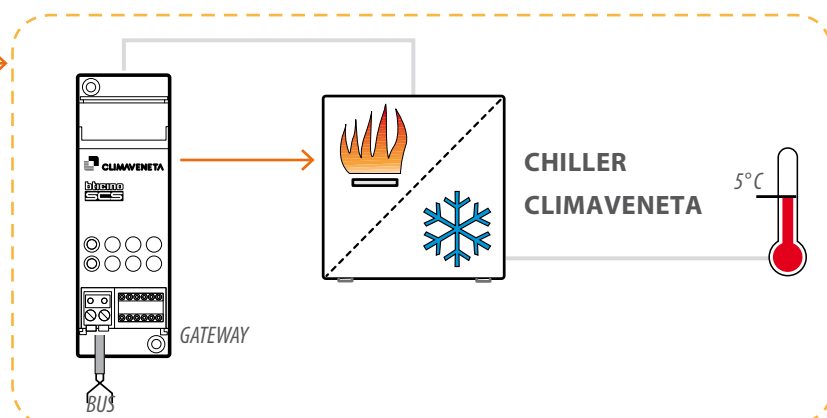 CLIMAVENETA
bticino
SCS
GATEWAY
BUS
CHILLER
CLIMAVENETA
5°C